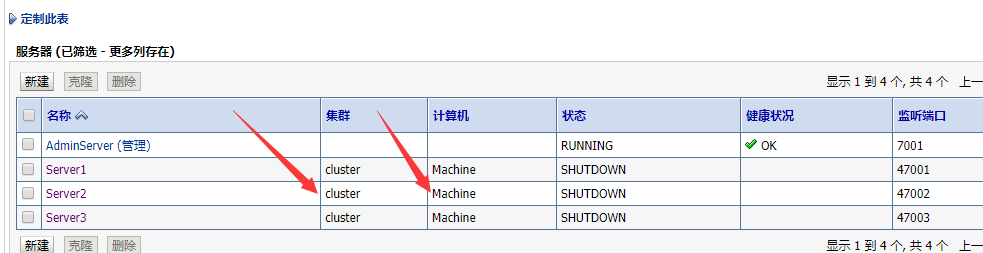 定制此表
服务器 (已筛选 - 更多列存在)
新建 克隆 删除 显示 1 到 4 个, 共 4 个 上一
名称 集群 计算机 状态 健康状况 监听端口
AdminServer (管理) RUNNING OK 7001
Server1 cluster Machine SHUTDOWN 47001
Server2 cluster Machine SHUTDOWN 47002
Server3 cluster Machine SHUTDOWN 47003
新建 克隆 删除 显示 1 到 4 个, 共 4 个 上一